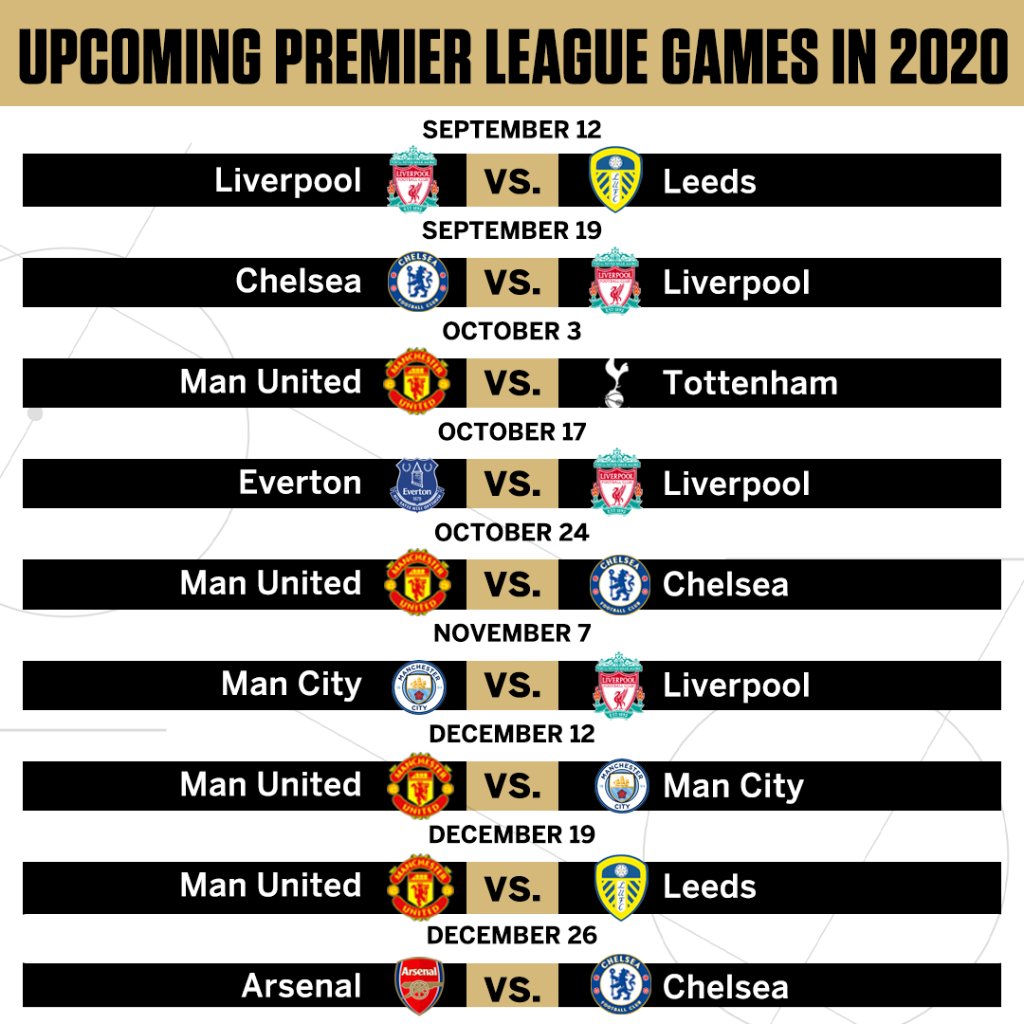 UPCOMING PREMIER LEAGUE GAMES IN 2020
SEPTEMBER 12
Liverpool VS. Leeds
SEPTEMBER 19
Chelsea VS. Liverpool
OCTOBER 3
Man United VS. Tottenham
OCTOBER 17
Everton VS. Liverpool
OCTOBER 24
Man United VS. Chelsea
NOVEMBER 7
Man City VS. Liverpool
DECEMBER 12
Man United VS. Man City
DECEMBER 19
Man United VS. Leeds
DECEMBER 26
Arsenal VS. Chelsea